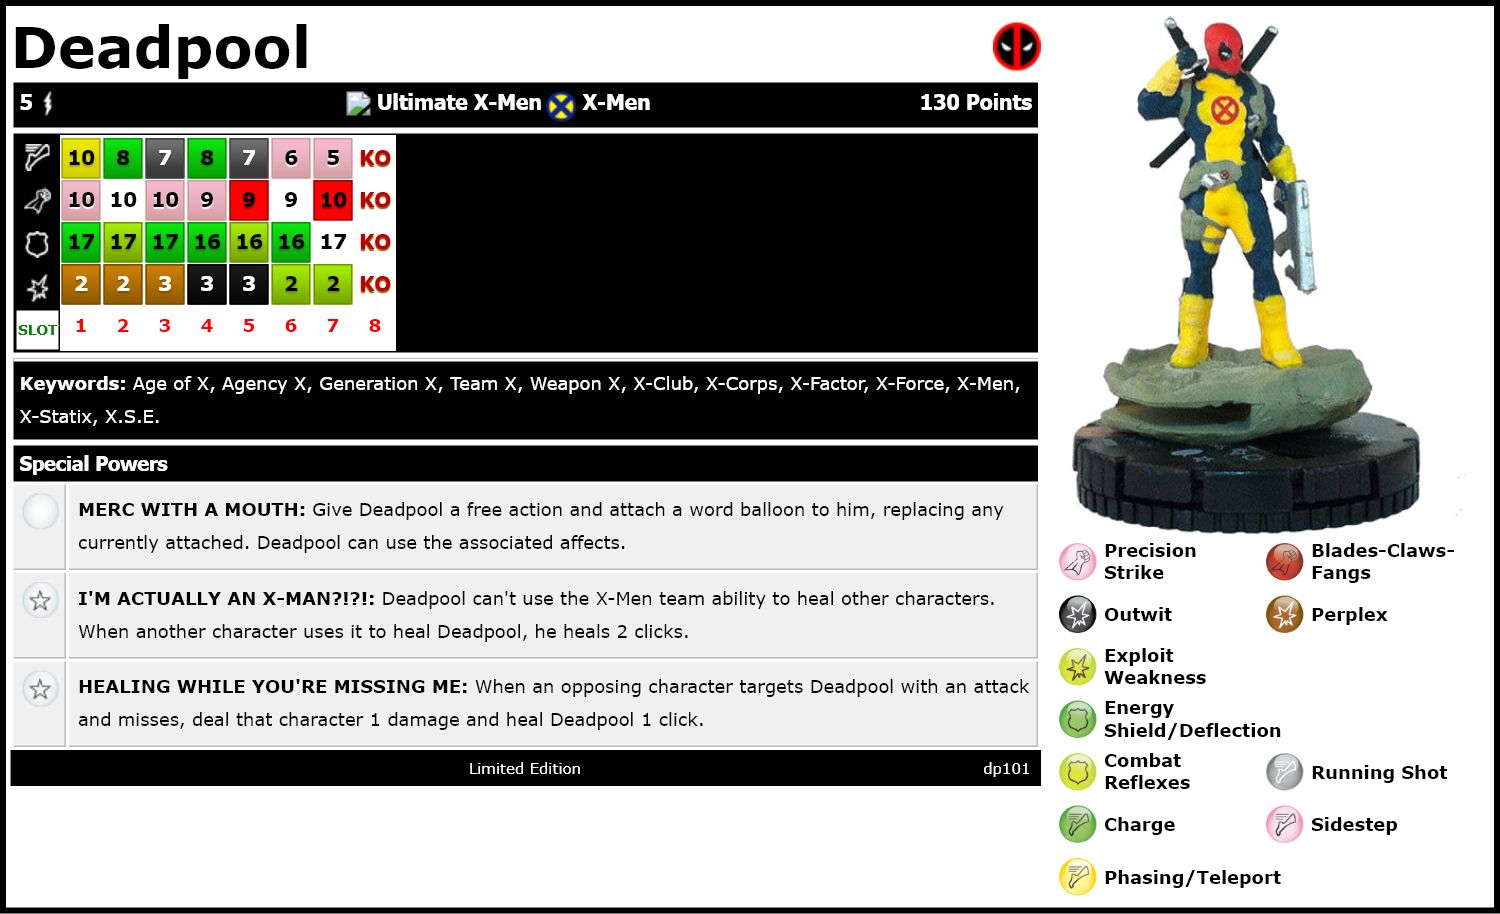 Deadpool
5 Ultimate X-Men X-Men 130 Points
10 8 7 8 7 6 5 KO
10 10 10 9 9 9 10 KO
17 17 17 16 16 16 17 KO
2 2 3 3 3 2 2 KO
SLOT 1 2 3 4 5 6 7 8
Keywords: Age of X, Agency X, Generation X, Team X, Weapon X, X-Club, X-Corps, X-Factor, X-Force, X-Men,
X-Statix, X.S.E.
Special Powers
MERC WITH A MOUTH: Give Deadpool a free action and attach a word balloon to him, replacing any
currently attached. Deadpool can use the associated affects.
I'M ACTUALLY AN X-MAN?!?!: Deadpool can't use the X-Men team ability to heal other characters.
When another character uses it to heal Deadpool, he heals 2 clicks.
HEALING WHILE YOU'RE MISSING ME: When an opposing character targets Deadpool with an attack
and misses, deal that character 1 damage and heal Deadpool 1 click.
Limited Edition dp101
Precision
Strike
Blades-Claws-
Fangs
Outwit
Perplex
Exploit
Weakness
Energy
Shield/Deflection
Combat
Reflexes
Running Shot
Charge
Sidestep
Phasing/Teleport